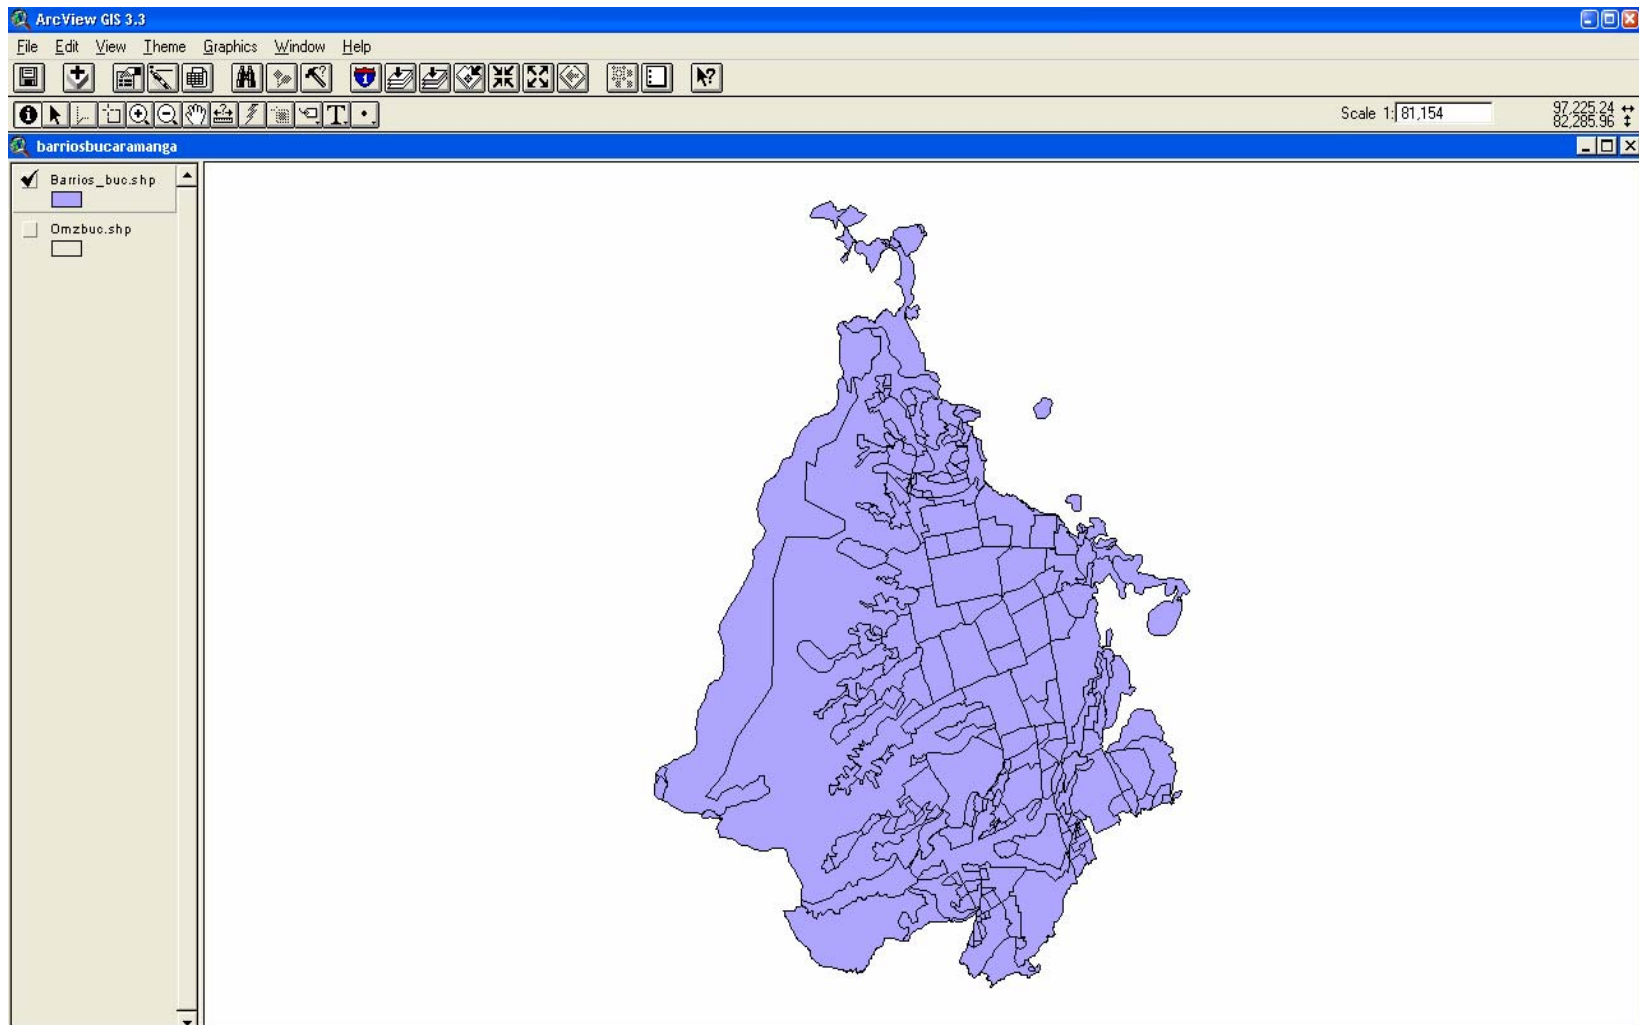 ArcView GIS 3.3
File Edit View Theme Graphics Window Help
Scale 1: 81,154
97,225.24
82,285.96
barriosbucaramanga
Barrios_buc.shp
Omzbuc.shp